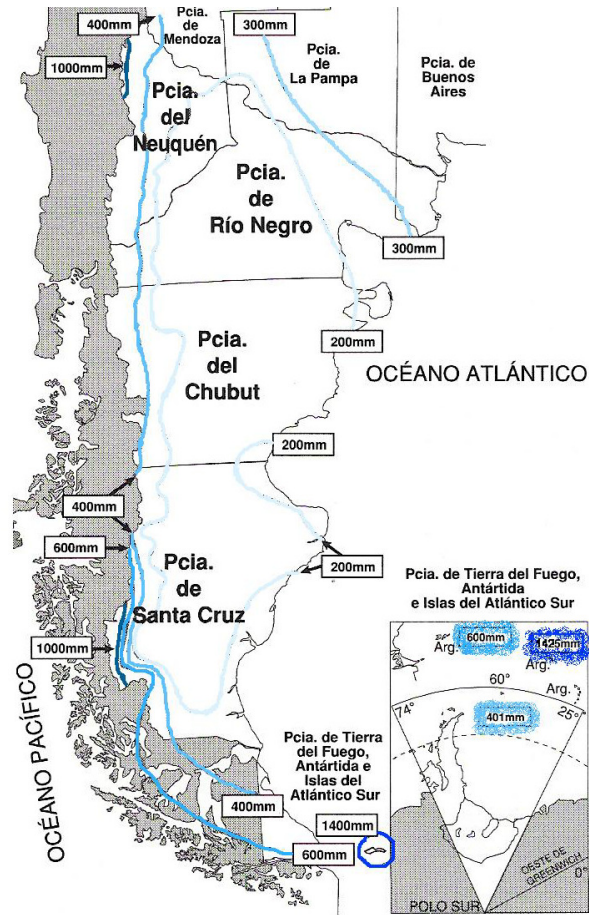 400mm
Pcia.
de
Mendoza
300mm
1000mm
Pcia.
de
La Pampa
Pcia. de
Buenos
Aires
Pcia.
del
Neuquén
Pcia.
de
Río Negro
300mm
200mm
Pcia.
del
Chubut
OCÉANO ATLÁNTICO
200mm
400mm
600mm
Pcia.
de
Santa Cruz
200mm
1000mm
OCÉANO PACÍFICO
Pcia. de Tierra
del Fuego,
Antártida e
Islas del
Atlántico Sur
400mm
1400mm
600mm
Pcia. de Tierra del Fuego,
Antártida
e Islas del Atlántico Sur
600mm
1425mm
Arg.
Arg.
60°
Arg.
74°
25°
401mm
OESTE DE
GREENWICH
0°
POLO SUR